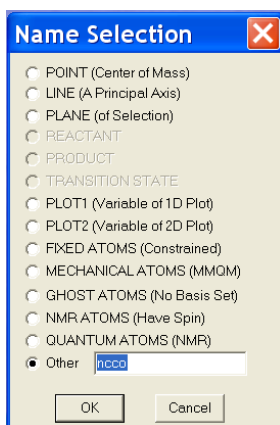 Name Selection
POINT (Center of Mass)
LINE (A Principal Axis)
PLANE (of Selection)
REACTANT
PRODUCT
TRANSITION STATE
PLOT1 (Variable of 1D Plot)
PLOT2 (Variable of 2D Plot)
FIXED ATOMS (Constrained)
MECHANICAL ATOMS (MMQM)
GHOST ATOMS (No Basis Set)
NMR ATOMS (Have Spin)
QUANTUM ATOMS (NMR)
Other ncco
OK Cancel